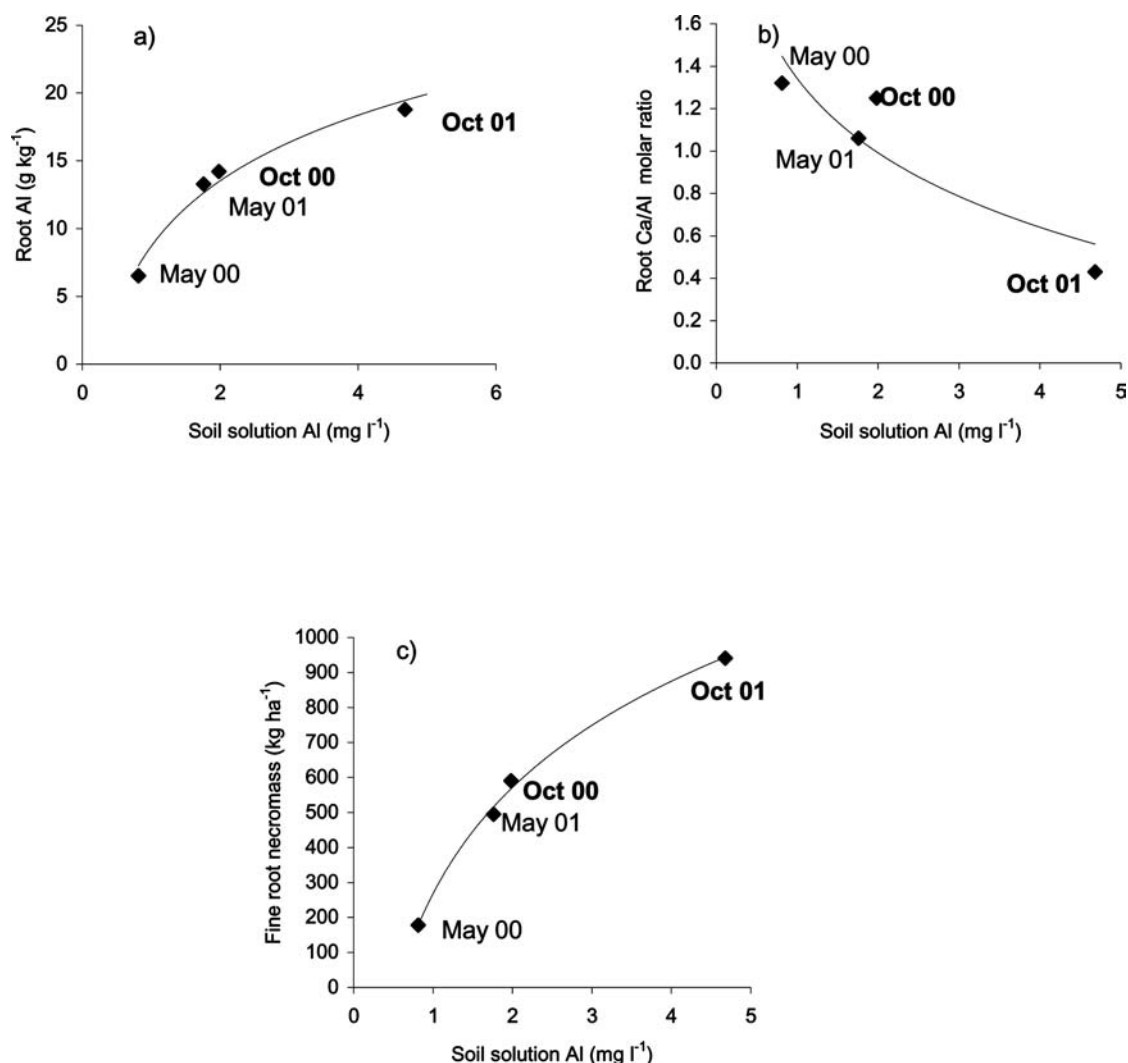 a)
Root Al (g kg⁻¹)
25
20
15
10
5
0
Oct 01
Oct 00
May 01
May 00
0 2 4 6
Soil solution Al (mg l⁻¹)
b)
Root Ca/Al molar ratio
1.6
1.4
1.2
1.0
0.8
0.6
0.4
0.2
0.0
May 00
Oct 00
May 01
Oct 01
0 1 2 3 4 5
Soil solution Al (mg l⁻¹)
c)
Fine root necromass (kg ha⁻¹)
1000
900
800
700
600
500
400
300
200
100
0
Oct 01
Oct 00
May 01
May 00
0 1 2 3 4 5
Soil solution Al (mg l⁻¹)